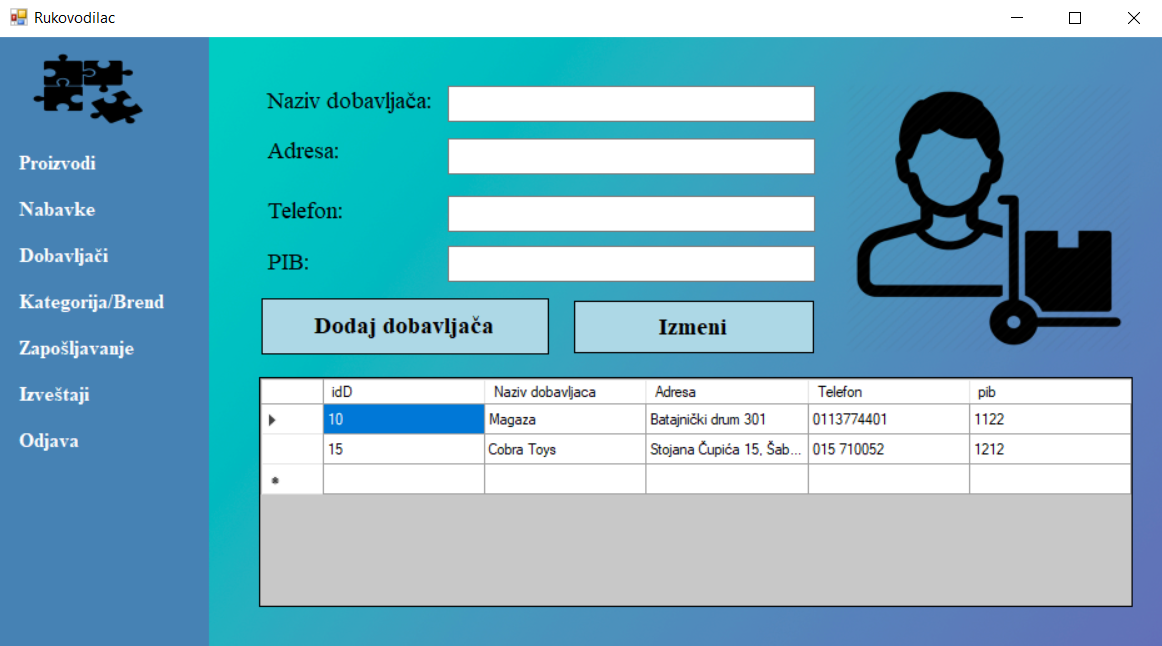 Rukovodilac
Proizvodi
Nabavke
Dobavljači
Kategorija/Brend
Zapošljavanje
Izveštaji
Odjava
Naziv dobavljača:
Adresa:
Telefon:
PIB:
Dodaj dobavljača Izmeni
idD Naziv dobavljaca Adresa Telefon pib
10 Magaza Batajnički drum 301 0113774401 1122
15 Cobra Toys Stojana Čupića 15, Šab... 015 710052 1212